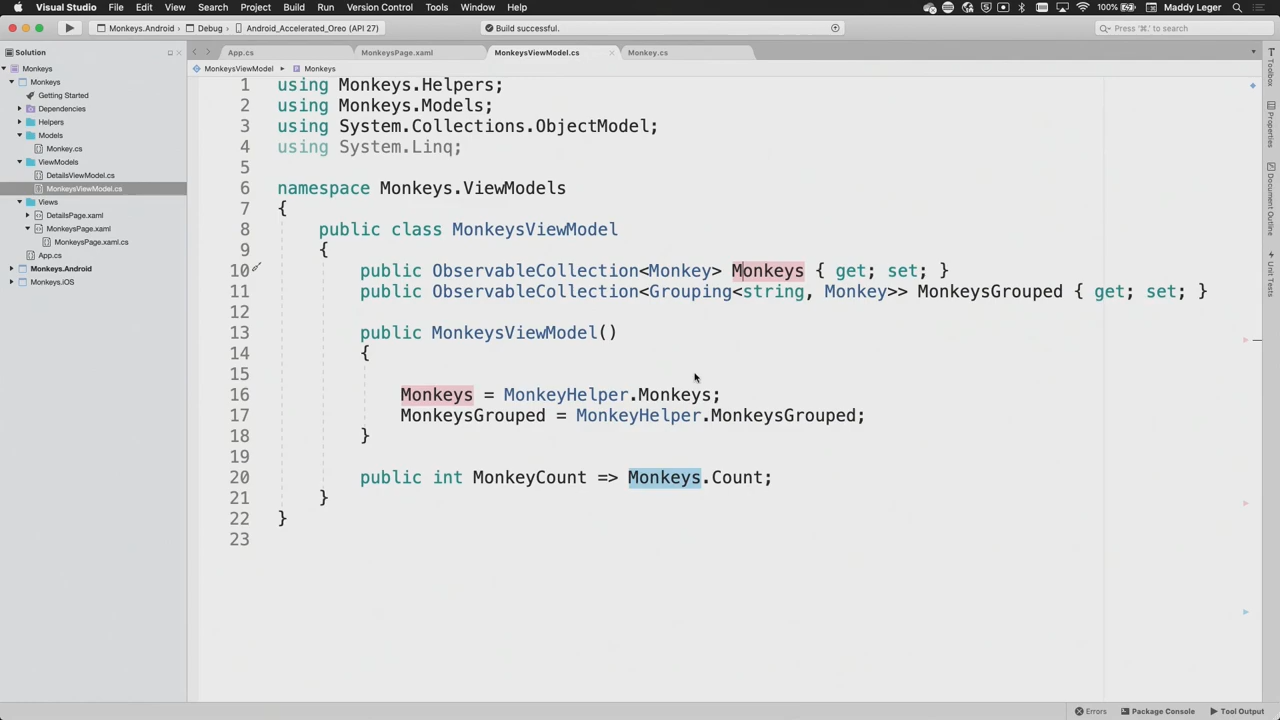 Visual Studio File Edit View Search Project Build Run Version Control Tools Window Help 100% Maddy Leger
Monkeys.Android > Debug > Android_Accelerated_Oreo (API 27) Build successful. Press '⌘.' to search
Solution
App.cs MonkeysPage.xaml MonkeysViewModel.cs Monkey.cs
MonkeysViewModel Monkeys
Monkeys
Monkeys
Getting Started
Dependencies
Helpers
Models
Monkey.cs
ViewModels
DetailsViewModel.cs
MonkeysViewModel.cs
Views
DetailsPage.xaml
MonkeysPage.xaml
MonkeysPage.xaml.cs
App.cs
Monkeys.Android
Monkeys.iOS
1 using Monkeys.Helpers;
2 using Monkeys.Models;
3 using System.Collections.ObjectModel;
4 using System.Linq;
5
6 namespace Monkeys.ViewModels
7 {
8 public class MonkeysViewModel
9 {
10 public ObservableCollection<Monkey> Monkeys { get; set; }
11 public ObservableCollection<Grouping<string, Monkey>> MonkeysGrouped { get; set; }
12
13 public MonkeysViewModel()
14 {
15
16 Monkeys = MonkeyHelper.Monkeys;
17 MonkeysGrouped = MonkeyHelper.MonkeysGrouped;
18 }
19
20 public int MonkeyCount => Monkeys.Count;
21 }
22 }
23
Toolbox
Properties
Document Outline
Unit Tests
Errors Package Console Tool Output